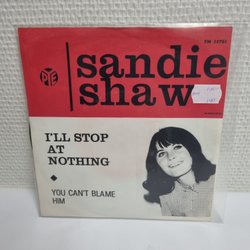 PYE
sandie
shaw
I'LL STOP
AT
NOTHING
YOU CAN'T BLAME
HIM